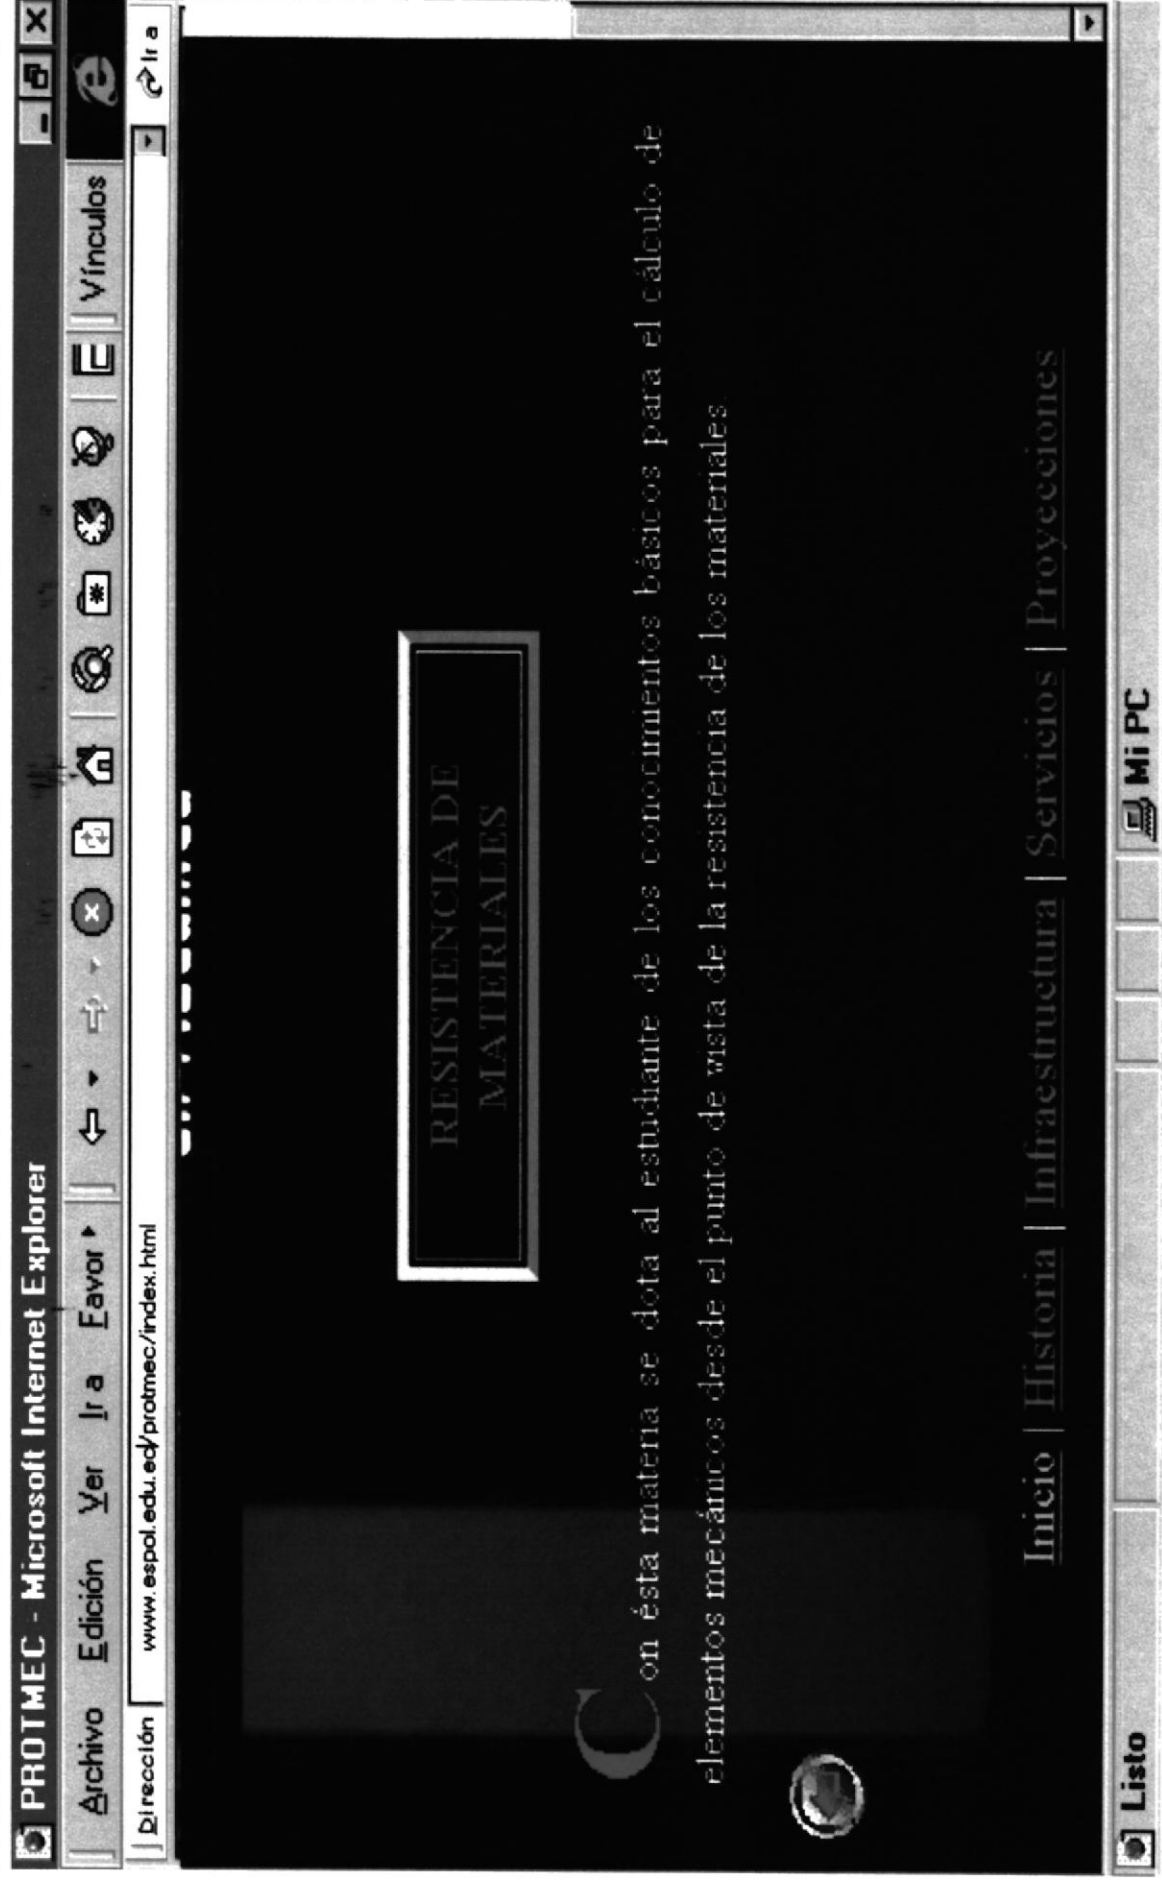 PROTMEC - Microsoft Internet Explorer
Archivo Edición Ver Ir a Favor Vínculos
Dirección www.espol.edu.ed/protmec/index.html Ir a
RESISTENCIA DE
MATERIALES
Con ésta materia se dota al estudiante de los conocimientos básicos para el cálculo de
elementos mecánicos desde el punto de vista de la resistencia de los materiales.
Inicio | Historia | Infraestructura | Servicios | Proyecciones
Listo Mi PC